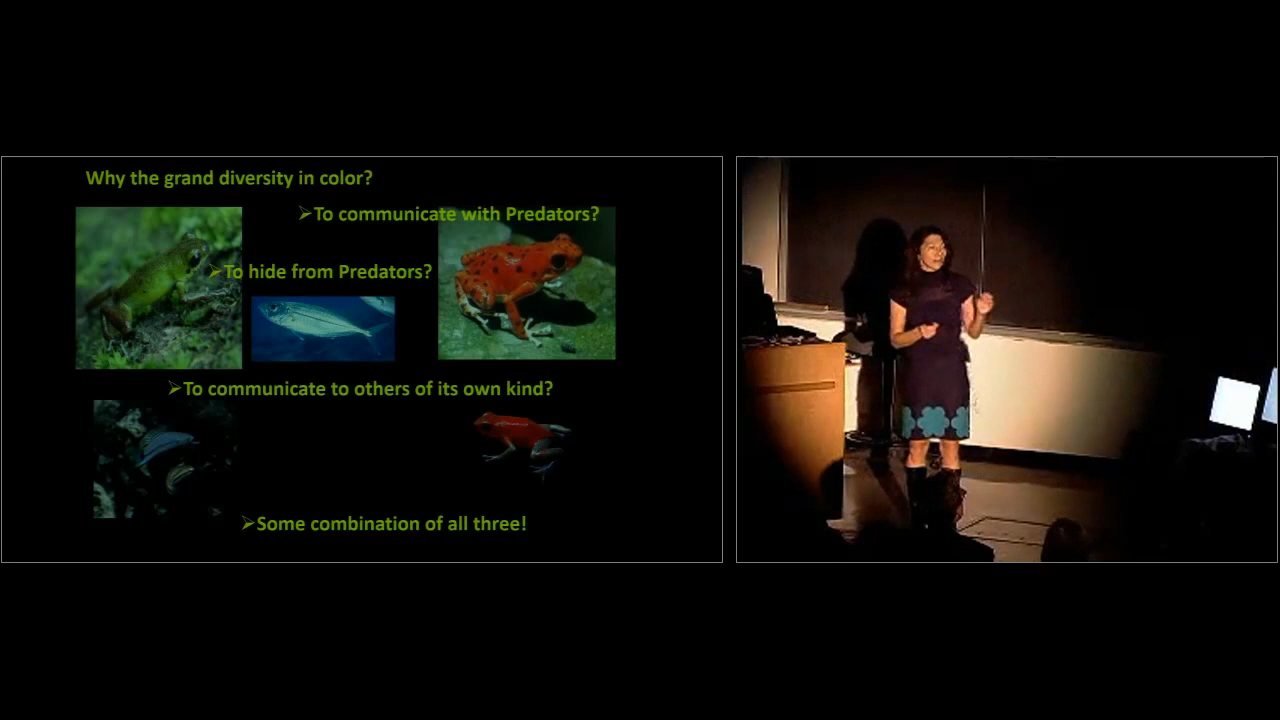 Why the grand diversity in color?
➢To communicate with Predators?
➢To hide from Predators?
➢To communicate to others of its own kind?
➢Some combination of all three!